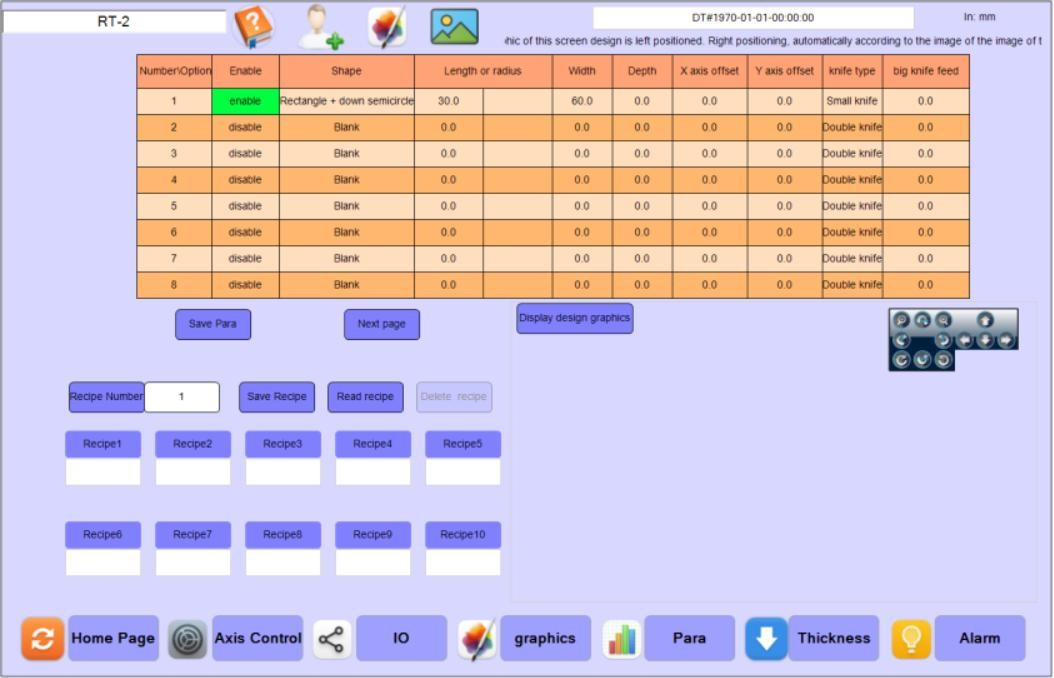 RT-2
DT#1970-01-01-00:00:00
In: mm
hic of this screen design is left positioned. Right positioning, automatically according to the image of the image of t
Number\Option Enable Shape Length or radius Width Depth X axis offset Y axis offset knife type big knife feed
1 enable Rectangle + down semicircle 30.0 60.0 0.0 0.0 0.0 Small knife 0.0
2 disable Blank 0.0 0.0 0.0 0.0 0.0 Double knife 0.0
3 disable Blank 0.0 0.0 0.0 0.0 0.0 Double knife 0.0
4 disable Blank 0.0 0.0 0.0 0.0 0.0 Double knife 0.0
5 disable Blank 0.0 0.0 0.0 0.0 0.0 Double knife 0.0
6 disable Blank 0.0 0.0 0.0 0.0 0.0 Double knife 0.0
7 disable Blank 0.0 0.0 0.0 0.0 0.0 Double knife 0.0
8 disable Blank 0.0 0.0 0.0 0.0 0.0 Double knife 0.0
Save Para Next page Display design graphics
Recipe Number 1 Save Recipe Read recipe Delete recipe
Recipe1 Recipe2 Recipe3 Recipe4 Recipe5
Recipe6 Recipe7 Recipe8 Recipe9 Recipe10
Home Page Axis Control IO graphics Para Thickness Alarm